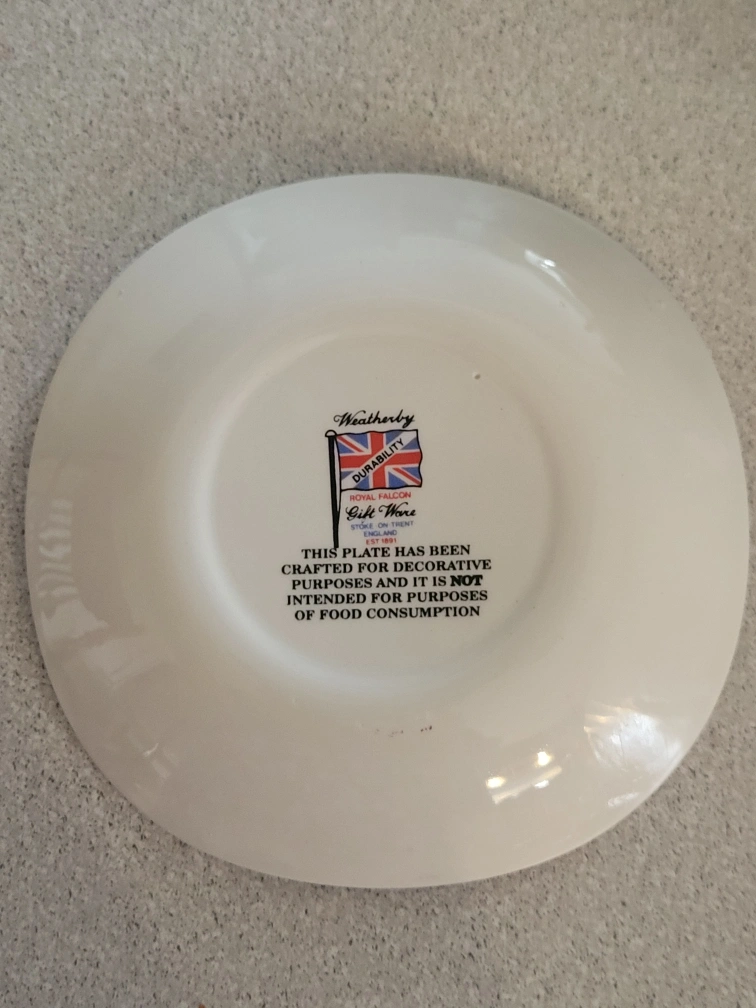 Weatherby
DURABILITY
ROYAL FALCON
Gift Ware
STOKE ON TRENT
ENGLAND
EST 1891
THIS PLATE HAS BEEN
CRAFTED FOR DECORATIVE
PURPOSES AND IT IS NOT
INTENDED FOR PURPOSES
OF FOOD CONSUMPTION